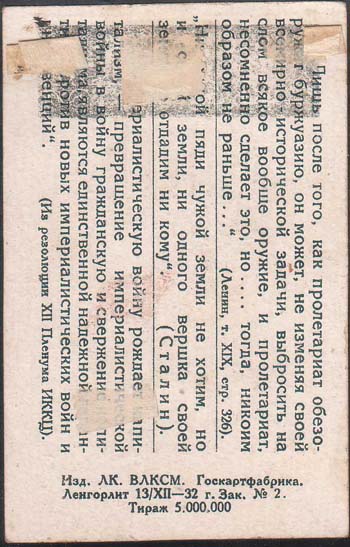 Лишь после того, как пролетариат обезо-
ружит буржуазию, он может, не изменяя своей
всемирно-исторической задачи, выбросить на
слом всякое вообще оружие, и пролетариат,
несомненно сделает это, но .... тогда, никоим
образом не раньше ..."
(Ленин, т. XIX, стр. 326).
„Ни пяди чужой земли не хотим, но
и земли, ни одного вершка своей
отдадим ни кому".
(Сталин).
войну рождает
тализм — превращение империалистической
войны в войну гражданскую и свержение
являются единственной надежной
против новых империалистических войн и
(Из резолюции XII Пленума ИККИ).
Изд. ЛК. ВЛКСМ. Госкартфабрика.
Ленгорлит 13/XII—32 г. Зак. № 2.
Тираж 5.000.000